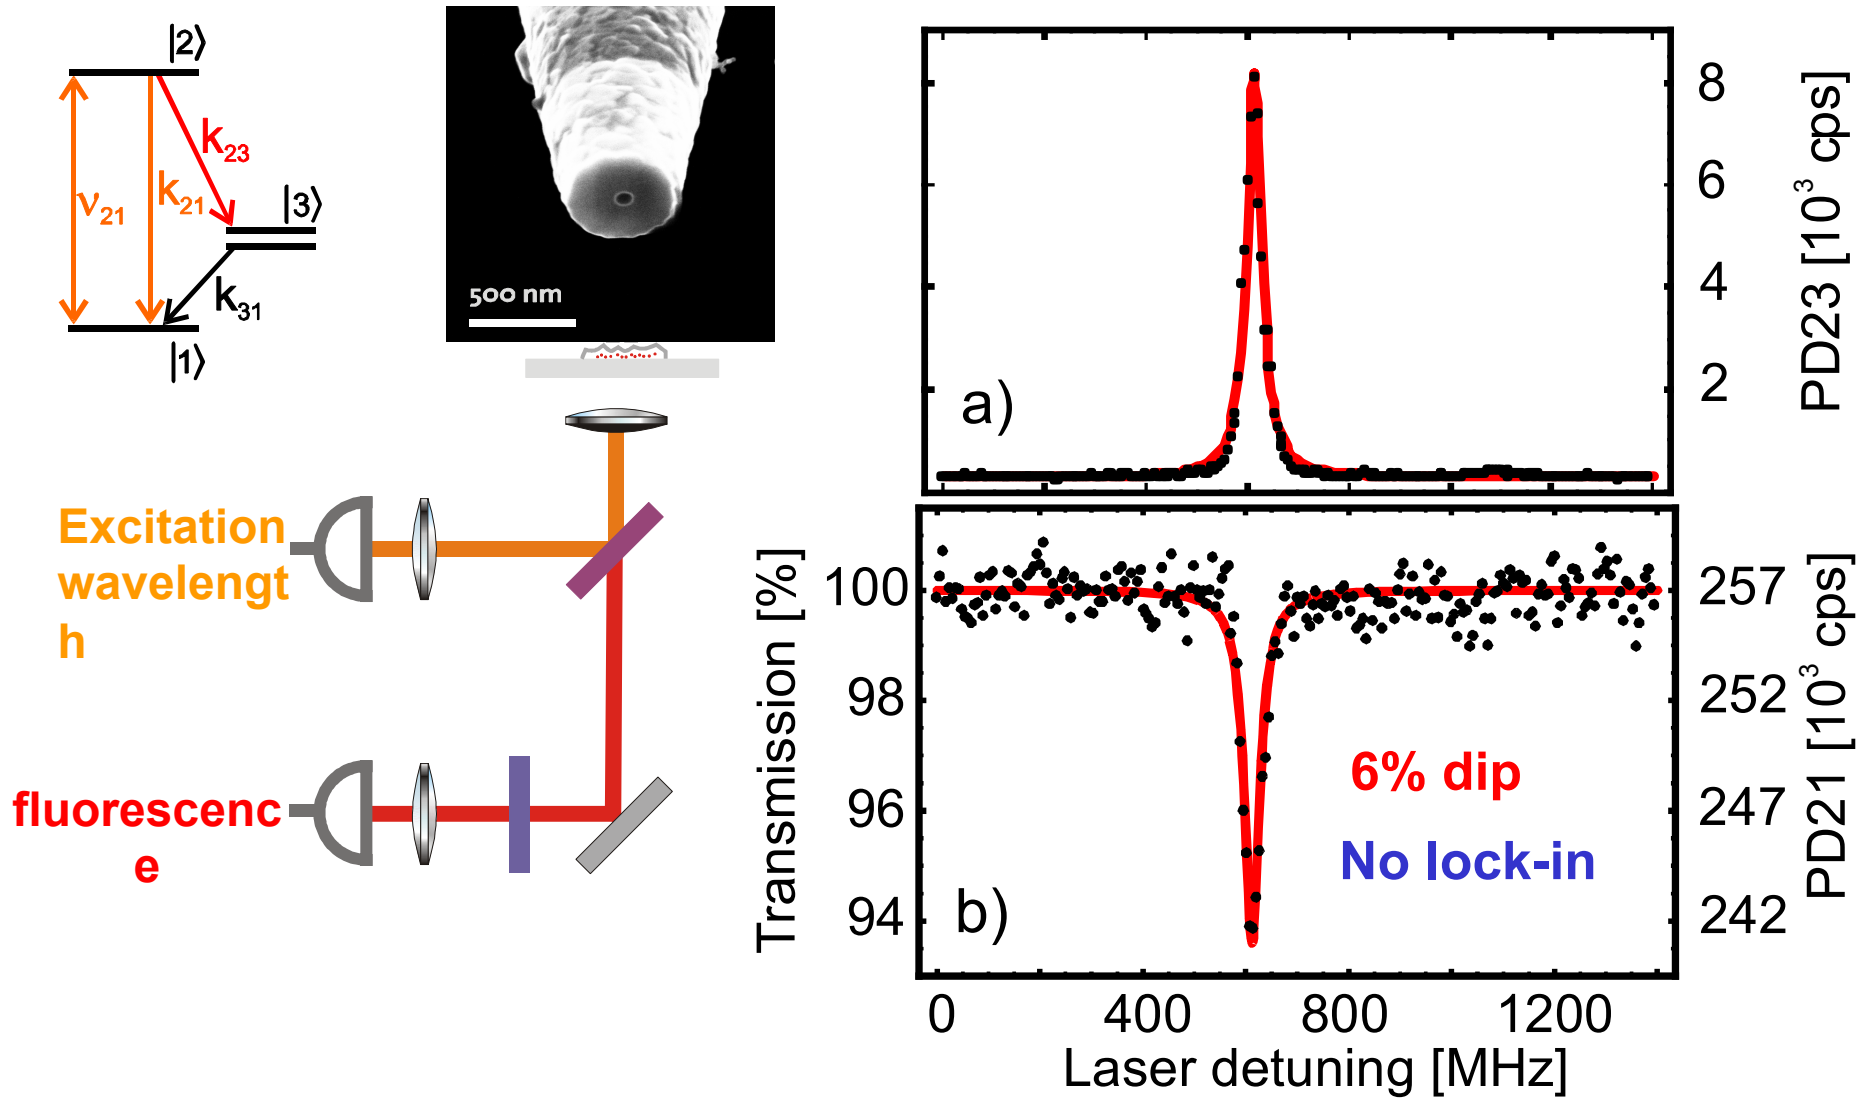 |2⟩
k23
ν21
k21
|3⟩
k31
|1⟩
500 nm
Excitation
wavelengt
h
fluorescenc
e
a)
8
6
4
2
PD23 [10³ cps]
b)
Transmission [%]
100
98
96
94
6% dip
No lock-in
257
252
247
242
PD21 [10³ cps]
0 400 800 1200
Laser detuning [MHz]